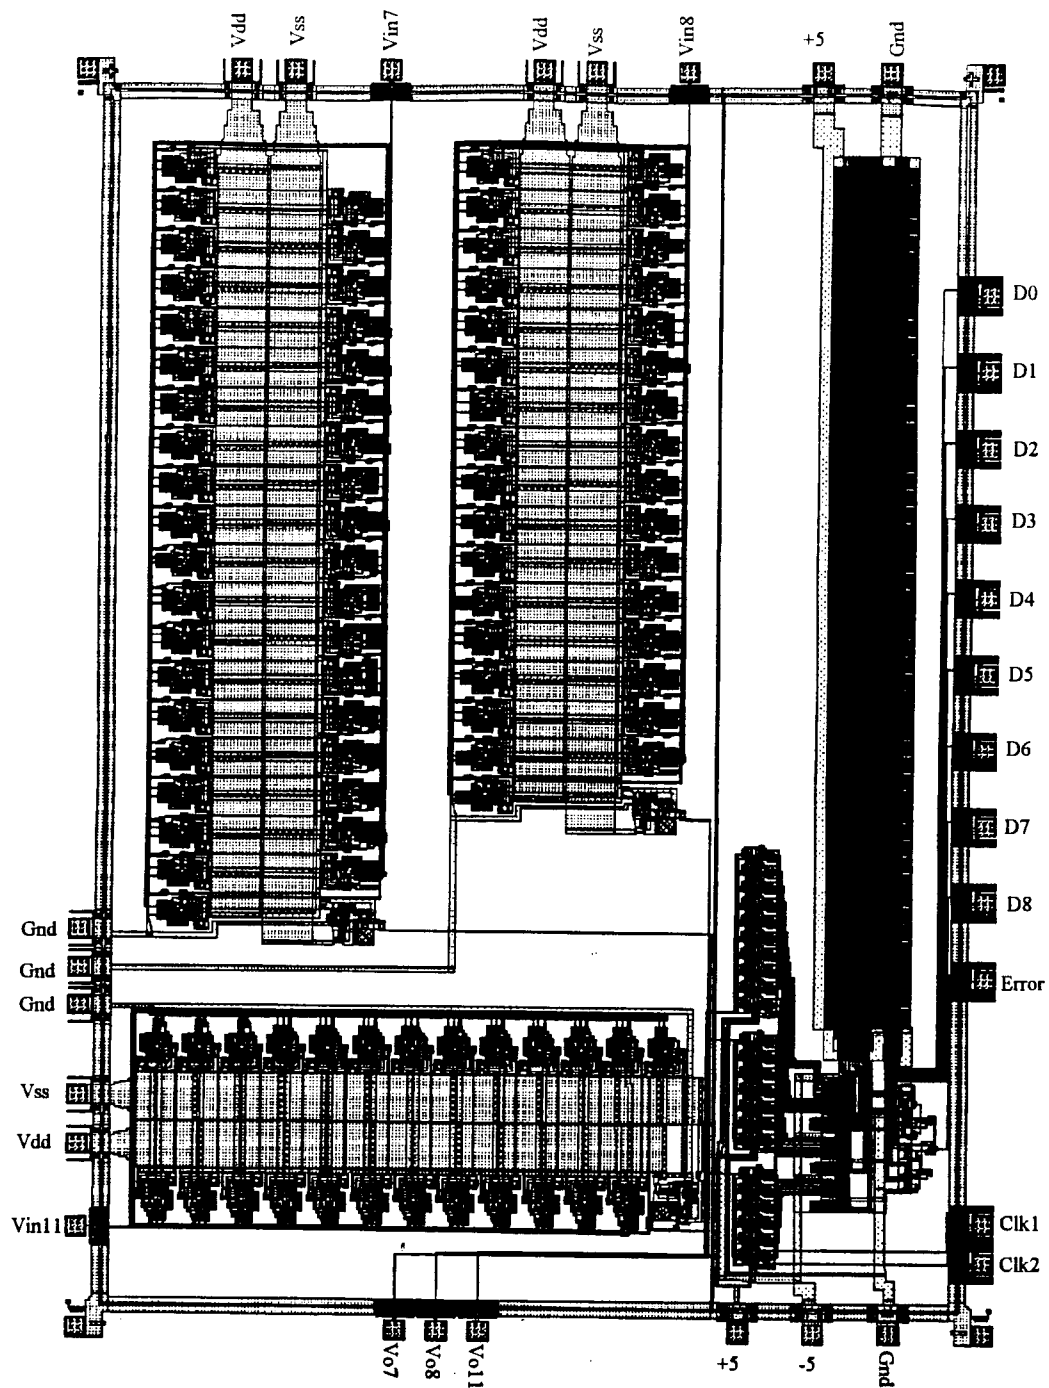 Vdd
Vss
Vin7
Vdd
Vss
Vin8
+5
Gnd
D0
D1
D2
D3
D4
D5
D6
D7
D8
Error
Gnd
Gnd
Gnd
Vss
Vdd
Vin11
Clk1
Clk2
Vo7
Vo8
Vo11
+5
-5
Gnd